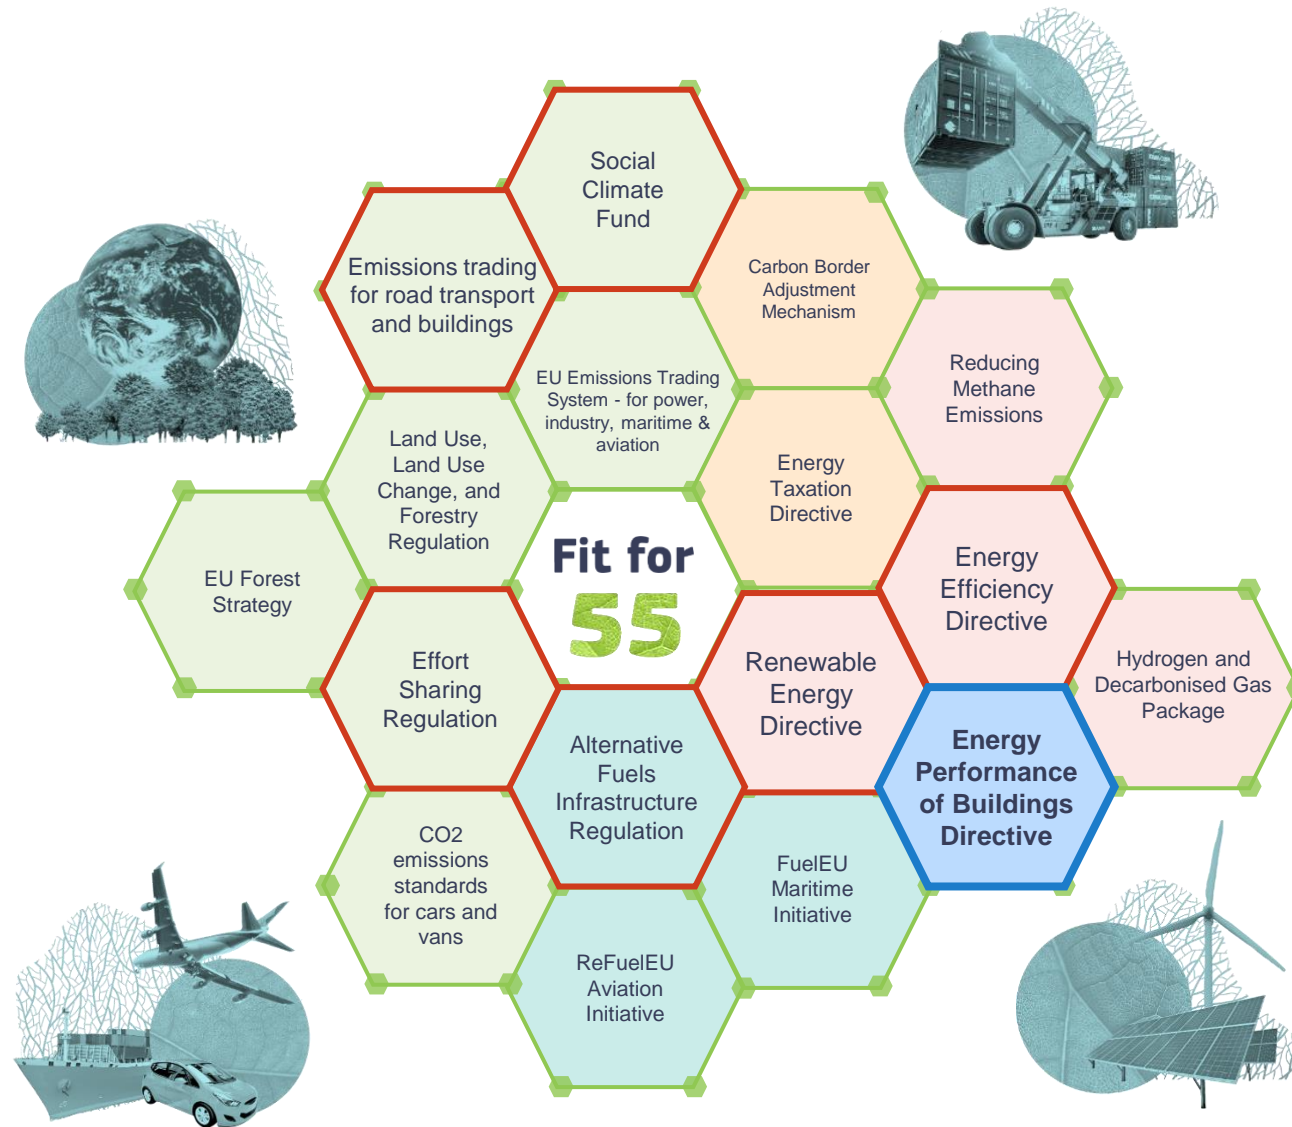 Social
Climate
Fund
Emissions trading
for road transport
and buildings
Carbon Border
Adjustment
Mechanism
EU Emissions Trading
System - for power,
industry, maritime &
aviation
Reducing
Methane
Emissions
Land Use,
Land Use
Change, and
Forestry
Regulation
Energy
Taxation
Directive
EU Forest
Strategy
Fit for
55
Energy
Efficiency
Directive
Effort
Sharing
Regulation
Renewable
Energy
Directive
Hydrogen and
Decarbonised Gas
Package
Alternative
Fuels
Infrastructure
Regulation
Energy
Performance
of Buildings
Directive
CO2
emissions
standards
for cars and
vans
FuelEU
Maritime
Initiative
ReFuelEU
Aviation
Initiative